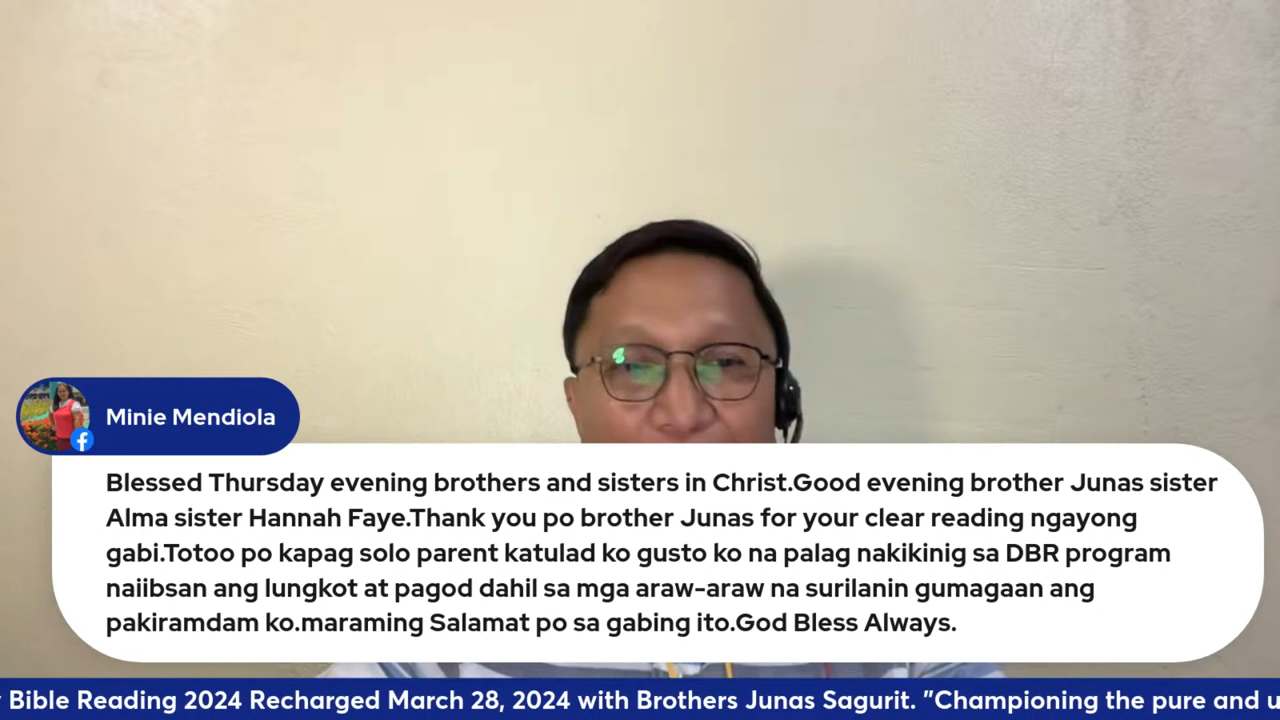 Minie Mendiola
Blessed Thursday evening brothers and sisters in Christ.Good evening brother Junas sister
Alma sister Hannah Faye.Thank you po brother Junas for your clear reading ngayong
gabi.Totoo po kapag solo parent katulad ko gusto ko na palag nakikinig sa DBR program
naiibsan ang lungkot at pagod dahil sa mga araw-araw na surilanin gumagaan ang
pakiramdam ko.maraming Salamat po sa gabing ito.God Bless Always.
Bible Reading 2024 Recharged March 28, 2024 with Brothers Junas Sagurit. "Championing the pure and